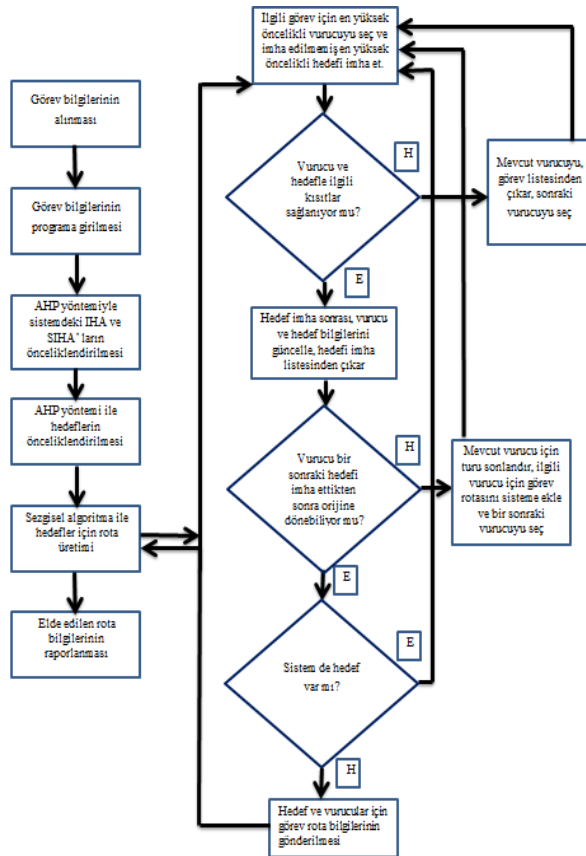 Görev bilgilerinin
alınması
Görev bilgilerinin
programa girilmesi
AHP yöntemiyle
sistemdeki IHA ve
SIHA' ların
önceliklendirilmesi
AHP yöntemi ile
hedeflerin
önceliklendirilmesi
Sezgisel algoritma ile
hedefler için rota
üretimi
Elde edilen rota
bilgilerinin
raporlanması
İlgili görev için en yüksek
öncelikli vurucuyu seç ve
imha edilmemiş en yüksek
öncelikli hedefi imha et.
Vurucu ve
hedefle ilgili
kısıtlar
sağlanıyor mu?
H
Mevcut vurucuyu,
görev listesinden
çıkar, sonraki
vurucuyu seç
E
Hedef imha sonrası, vurucu
ve hedef bilgilerini
güncelle, hedefi imha
listesinden çıkar
Vurucu bir
sonraki hedefi
imha ettikten
sonra orijine
dönebiliyor mu?
H
Mevcut vurucu için
turu sonlandır, ilgili
vurucu için görev
rotasını sisteme ekle
ve bir sonraki
vurucuyu seç
E
Sistem de hedef
var mı?
E
H
Hedef ve vurucular için
görev rota bilgilerinin
gönderilmesi